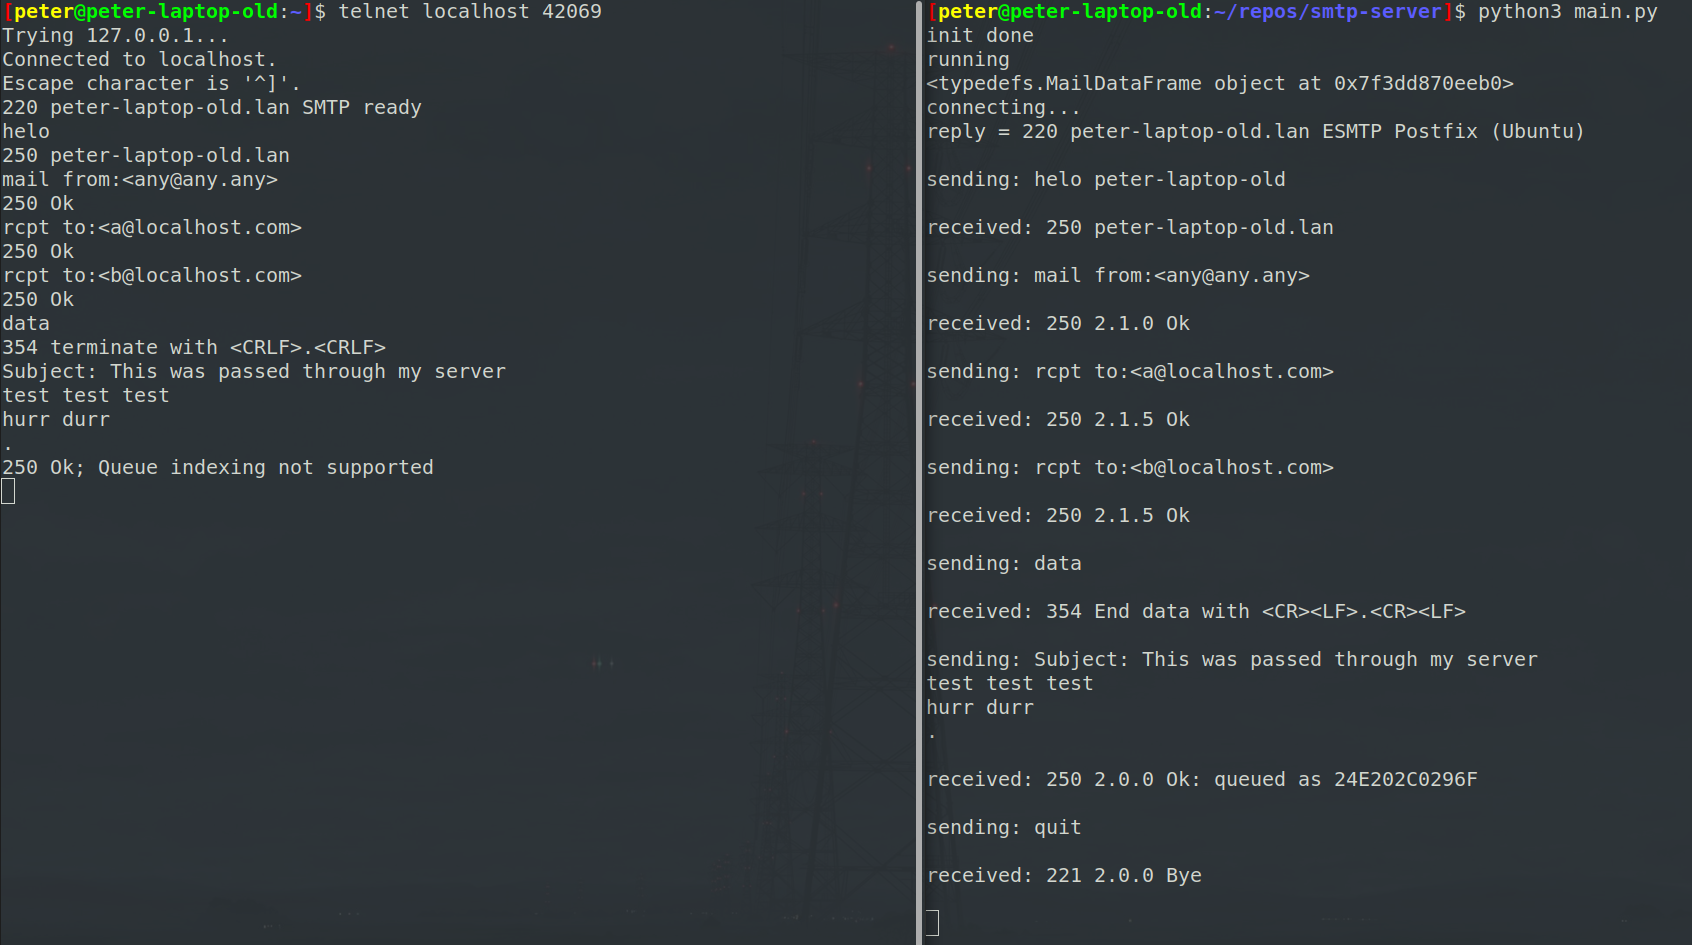 [peter@peter-laptop-old:~]$ telnet localhost 42069
Trying 127.0.0.1...
Connected to localhost.
Escape character is '^]'.
220 peter-laptop-old.lan SMTP ready
helo
250 peter-laptop-old.lan
mail from:<any@any.any>
250 Ok
rcpt to:<a@localhost.com>
250 Ok
rcpt to:<b@localhost.com>
250 Ok
data
354 terminate with <CRLF>.<CRLF>
Subject: This was passed through my server
test test test
hurr durr
.
250 Ok; Queue indexing not supported
[peter@peter-laptop-old:~/repos/smtp-server]$ python3 main.py
init done
running
<typedefs.MailDataFrame object at 0x7f3dd870eeb0>
connecting...
reply = 220 peter-laptop-old.lan ESMTP Postfix (Ubuntu)
sending: helo peter-laptop-old
received: 250 peter-laptop-old.lan
sending: mail from:<any@any.any>
received: 250 2.1.0 Ok
sending: rcpt to:<a@localhost.com>
received: 250 2.1.5 Ok
sending: rcpt to:<b@localhost.com>
received: 250 2.1.5 Ok
sending: data
received: 354 End data with <CR><LF>.<CR><LF>
sending: Subject: This was passed through my server
test test test
hurr durr
.
received: 250 2.0.0 Ok: queued as 24E202C0296F
sending: quit
received: 221 2.0.0 Bye